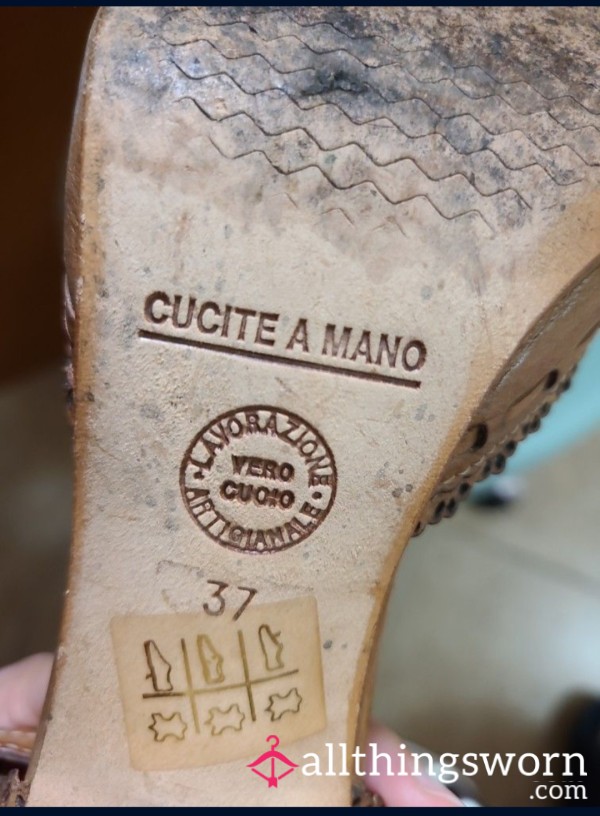 CUCITE A MANO
LAVORAZIONE
VERO
CUOIO
ARTIGIANALE
37
allthingsworn
.com